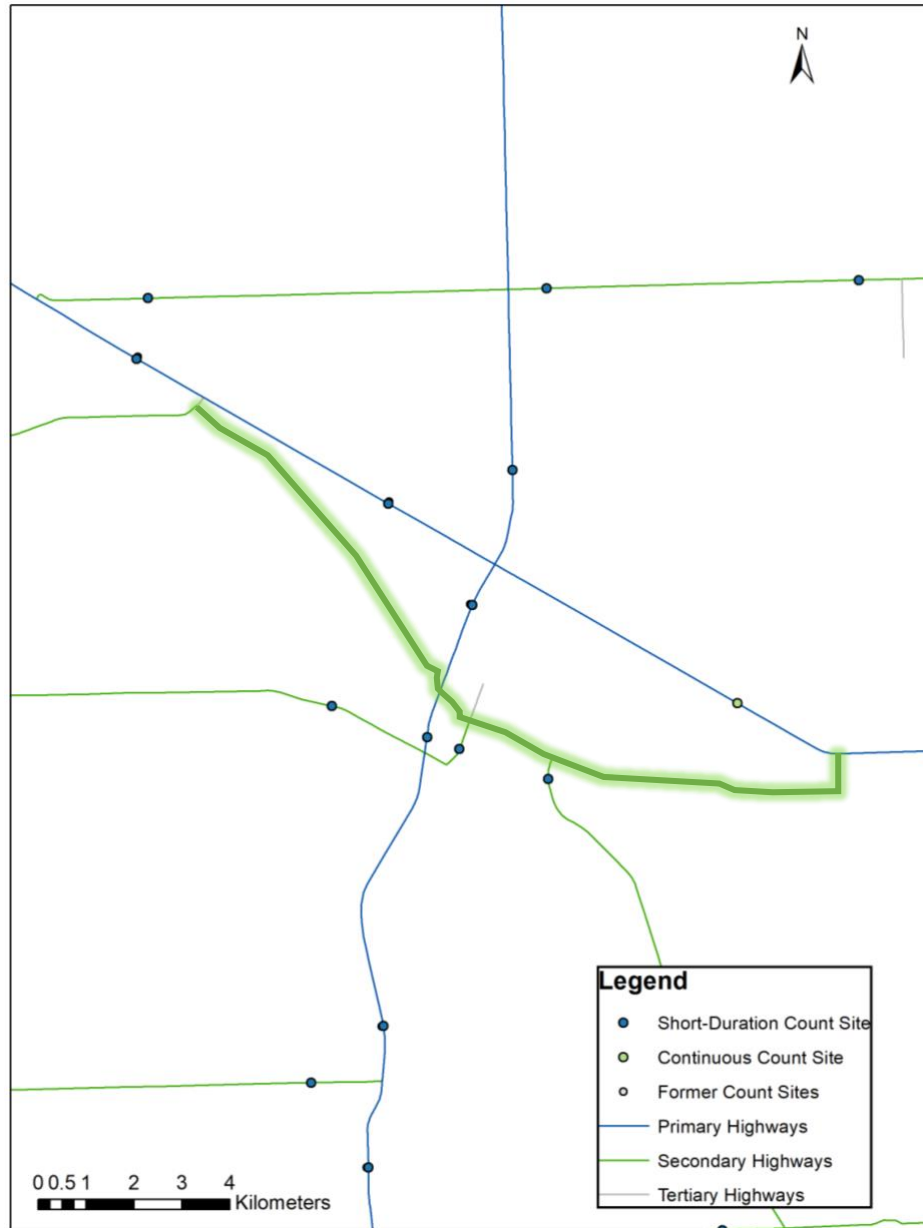 N
Legend
Short-Duration Count Site
Continuous Count Site
Former Count Sites
Primary Highways
Secondary Highways
Tertiary Highways
0 0.5 1 2 3 4
Kilometers